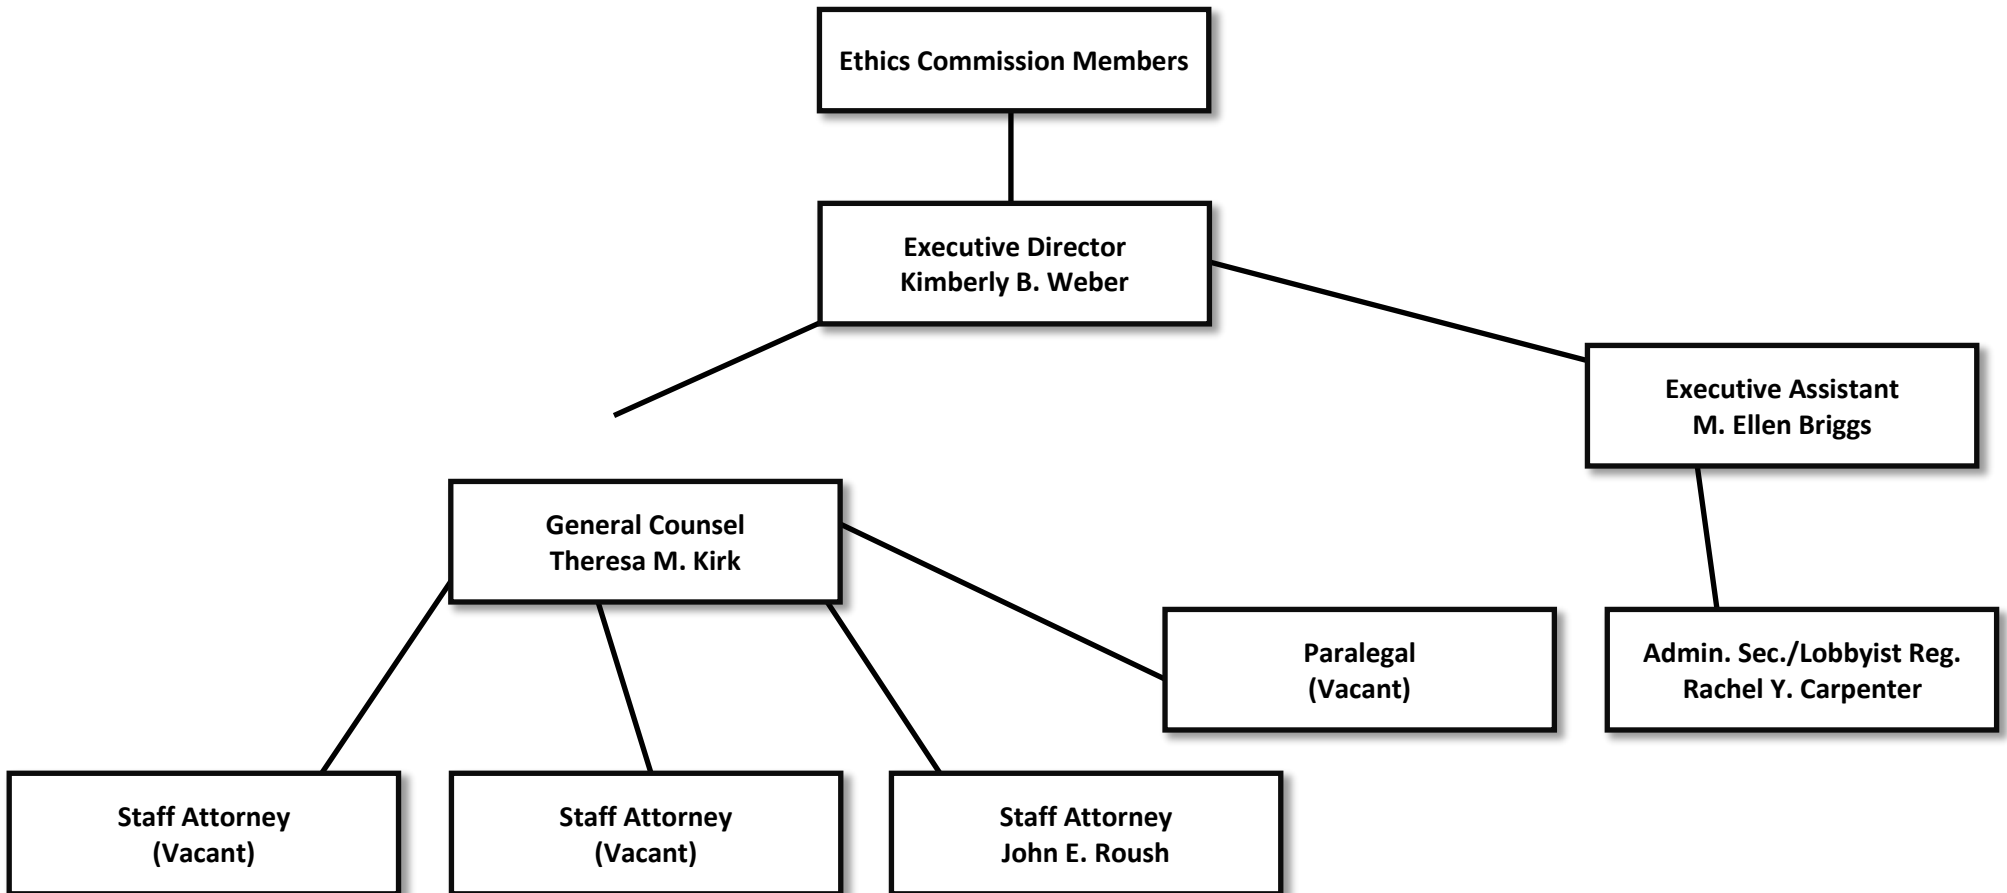 Ethics Commission Members
Executive Director
Kimberly B. Weber
Executive Assistant
M. Ellen Briggs
General Counsel
Theresa M. Kirk
Paralegal
(Vacant)
Admin. Sec./Lobbyist Reg.
Rachel Y. Carpenter
Staff Attorney
(Vacant)
Staff Attorney
(Vacant)
Staff Attorney
John E. Roush